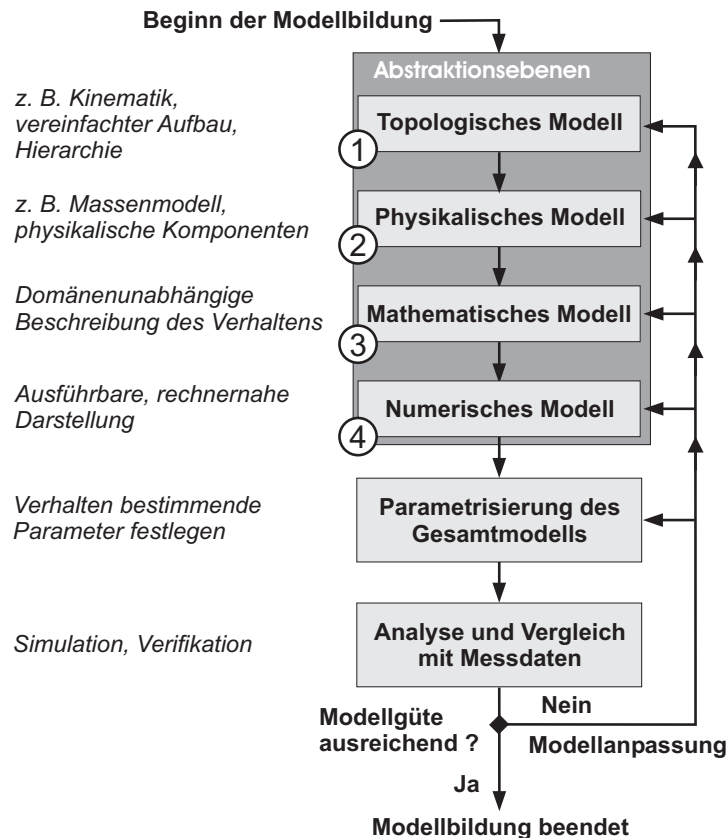 Beginn der Modellbildung
Abstraktionsebenen
z. B. Kinematik,
vereinfachter Aufbau,
Hierarchie
Topologisches Modell
1
z. B. Massenmodell,
physikalische Komponenten
Physikalisches Modell
2
Domänenunabhängige
Beschreibung des Verhaltens
Mathematisches Modell
3
Ausführbare, rechnernahe
Darstellung
Numerisches Modell
4
Verhalten bestimmende
Parameter festlegen
Parametrisierung des
Gesamtmodells
Simulation, Verifikation
Analyse und Vergleich
mit Messdaten
Modellgüte
ausreichend ?
Nein
Modellanpassung
Ja
Modellbildung beendet